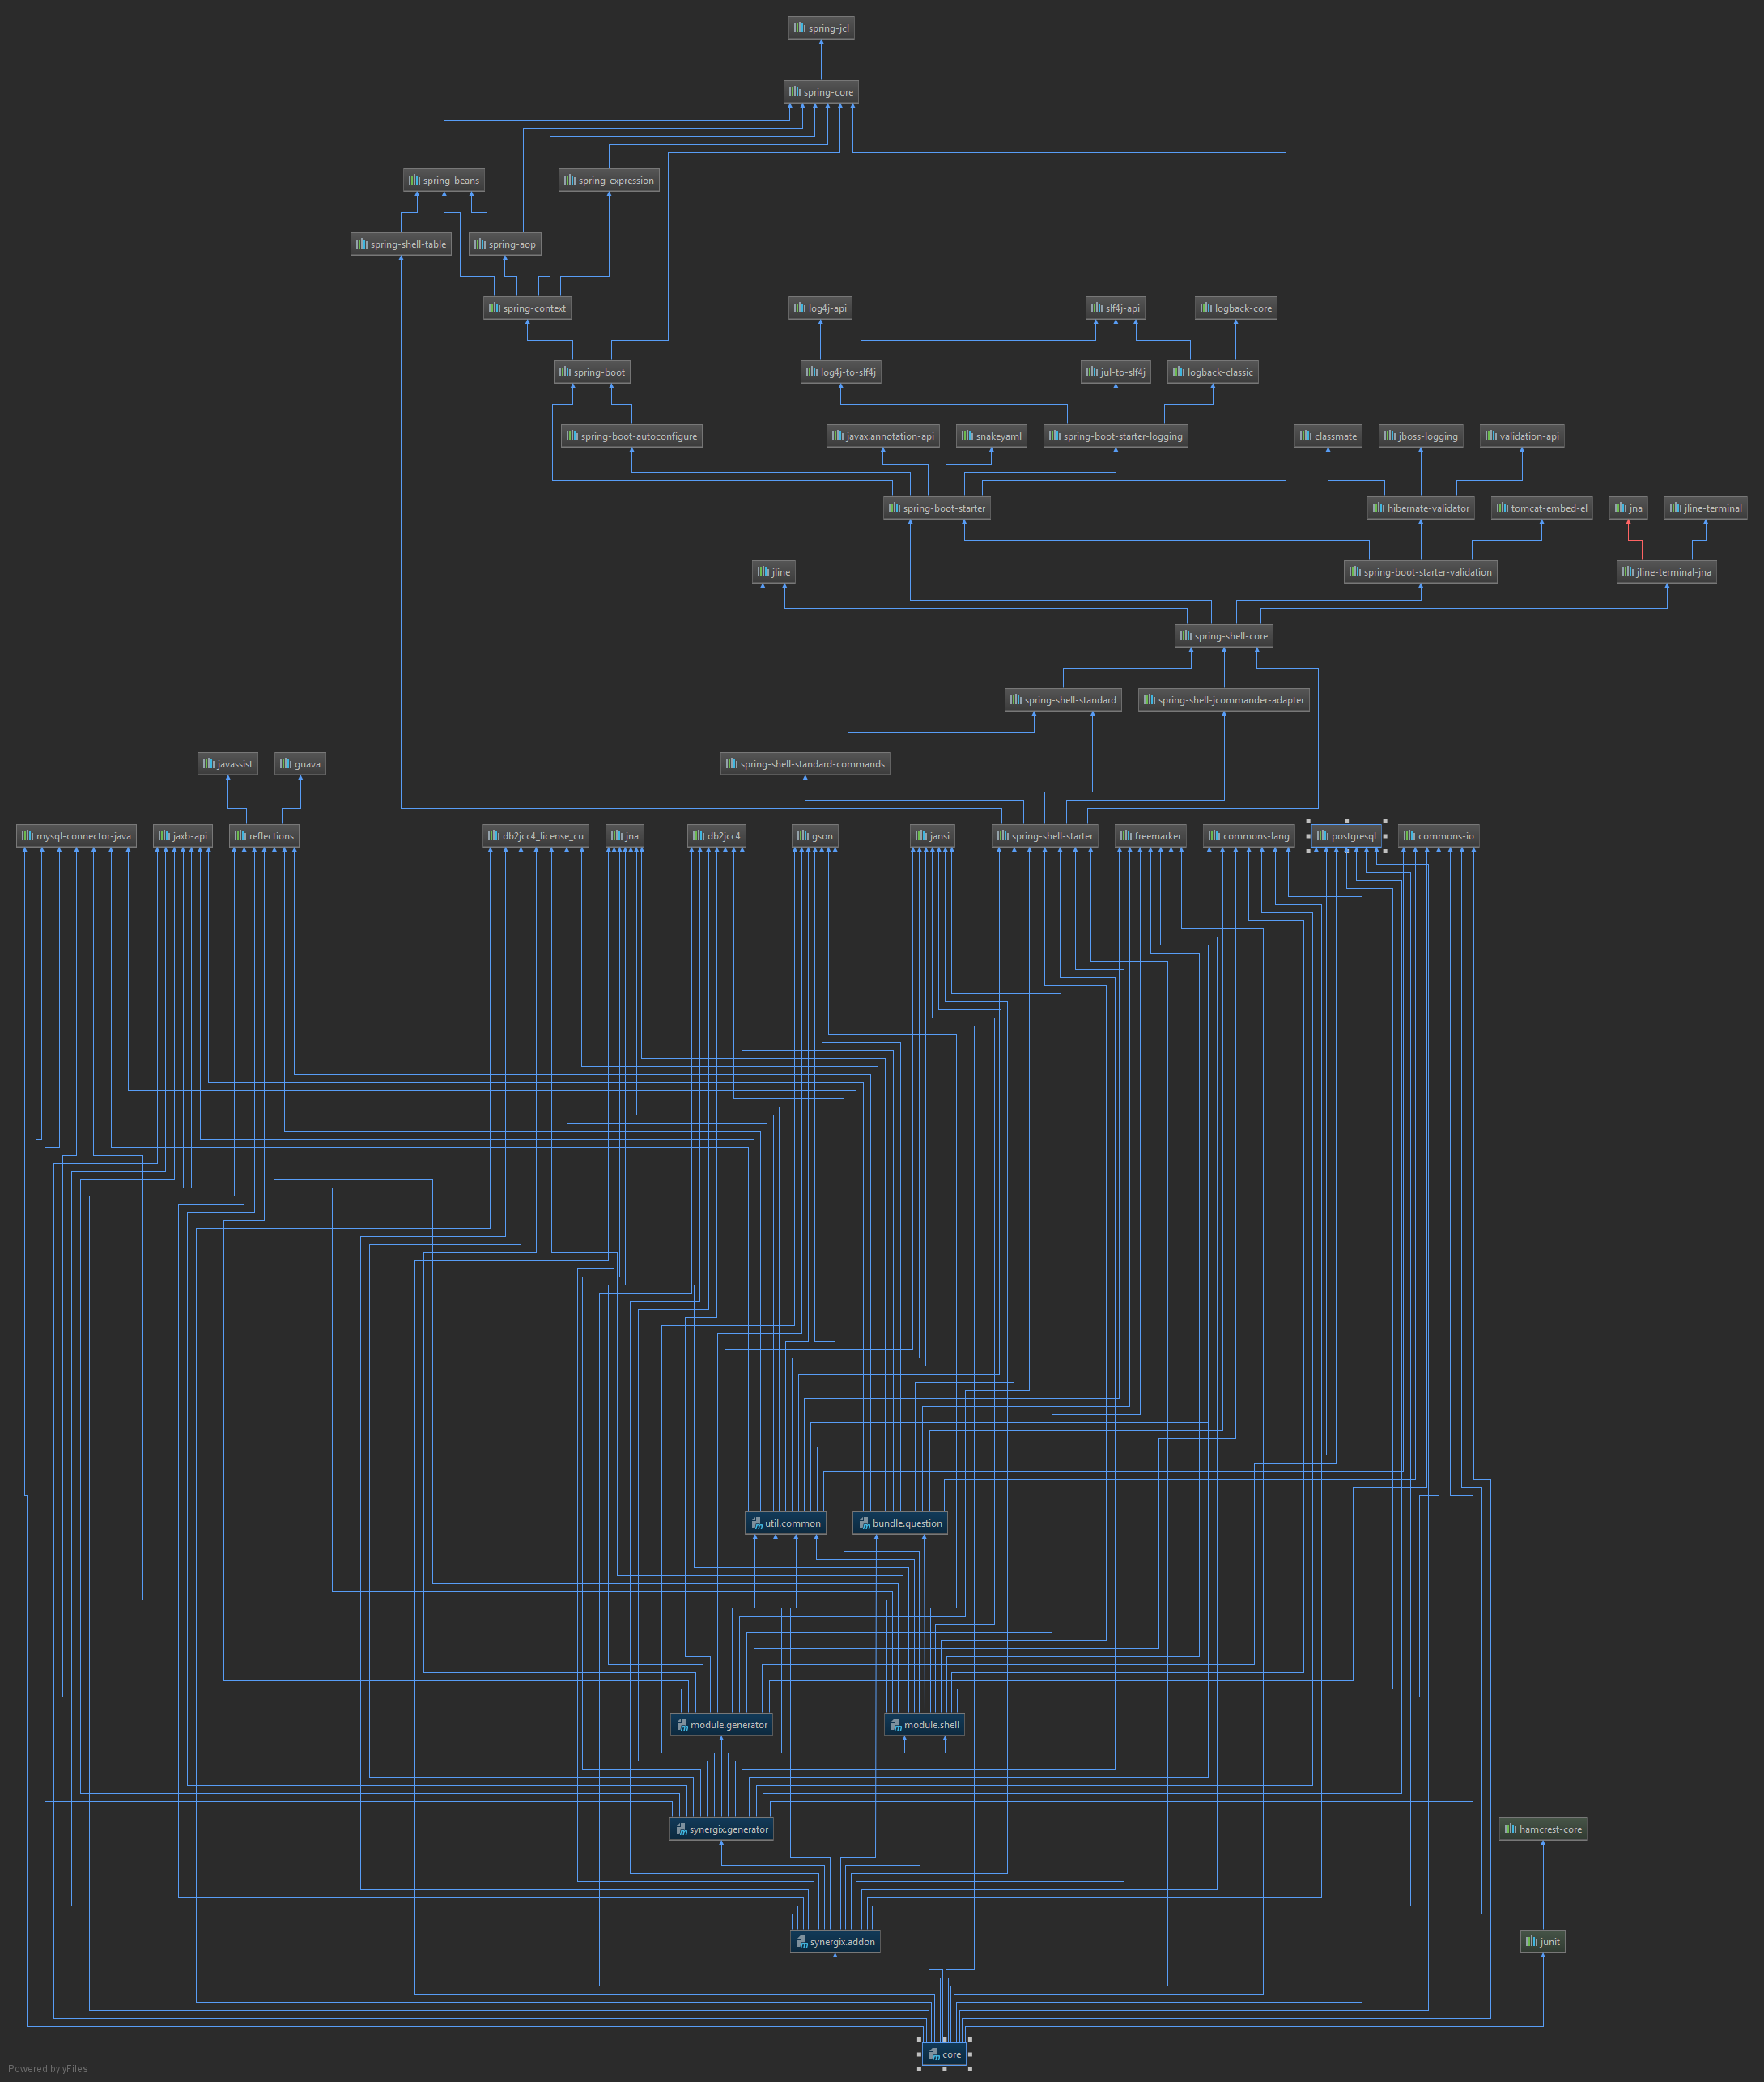 spring-jcl
spring-core
spring-beans
spring-expression
spring-shell-table
spring-aop
spring-context
log4j-api
slf4j-api
logback-core
spring-boot
log4j-to-slf4j
jul-to-slf4j
logback-classic
spring-boot-autoconfigure
javax.annotation-api
snakeyaml
spring-boot-starter-logging
classmate
jboss-logging
validation-api
spring-boot-starter
hibernate-validator
tomcat-embed-el
jna
jline-terminal
jline
spring-boot-starter-validation
jline-terminal-jna
spring-shell-core
spring-shell-standard
spring-shell-jcommander-adapter
javassist
guava
spring-shell-standard-commands
mysql-connector-java
jaxb-api
reflections
db2jcc4_license_cu
jna
db2jcc4
gson
jansi
spring-shell-starter
freemarker
commons-lang
postgresql
commons-io
util.common
bundle.question
module.generator
module.shell
synergix.generator
hamcrest-core
synergix.addon
junit
core
Powered by yFiles